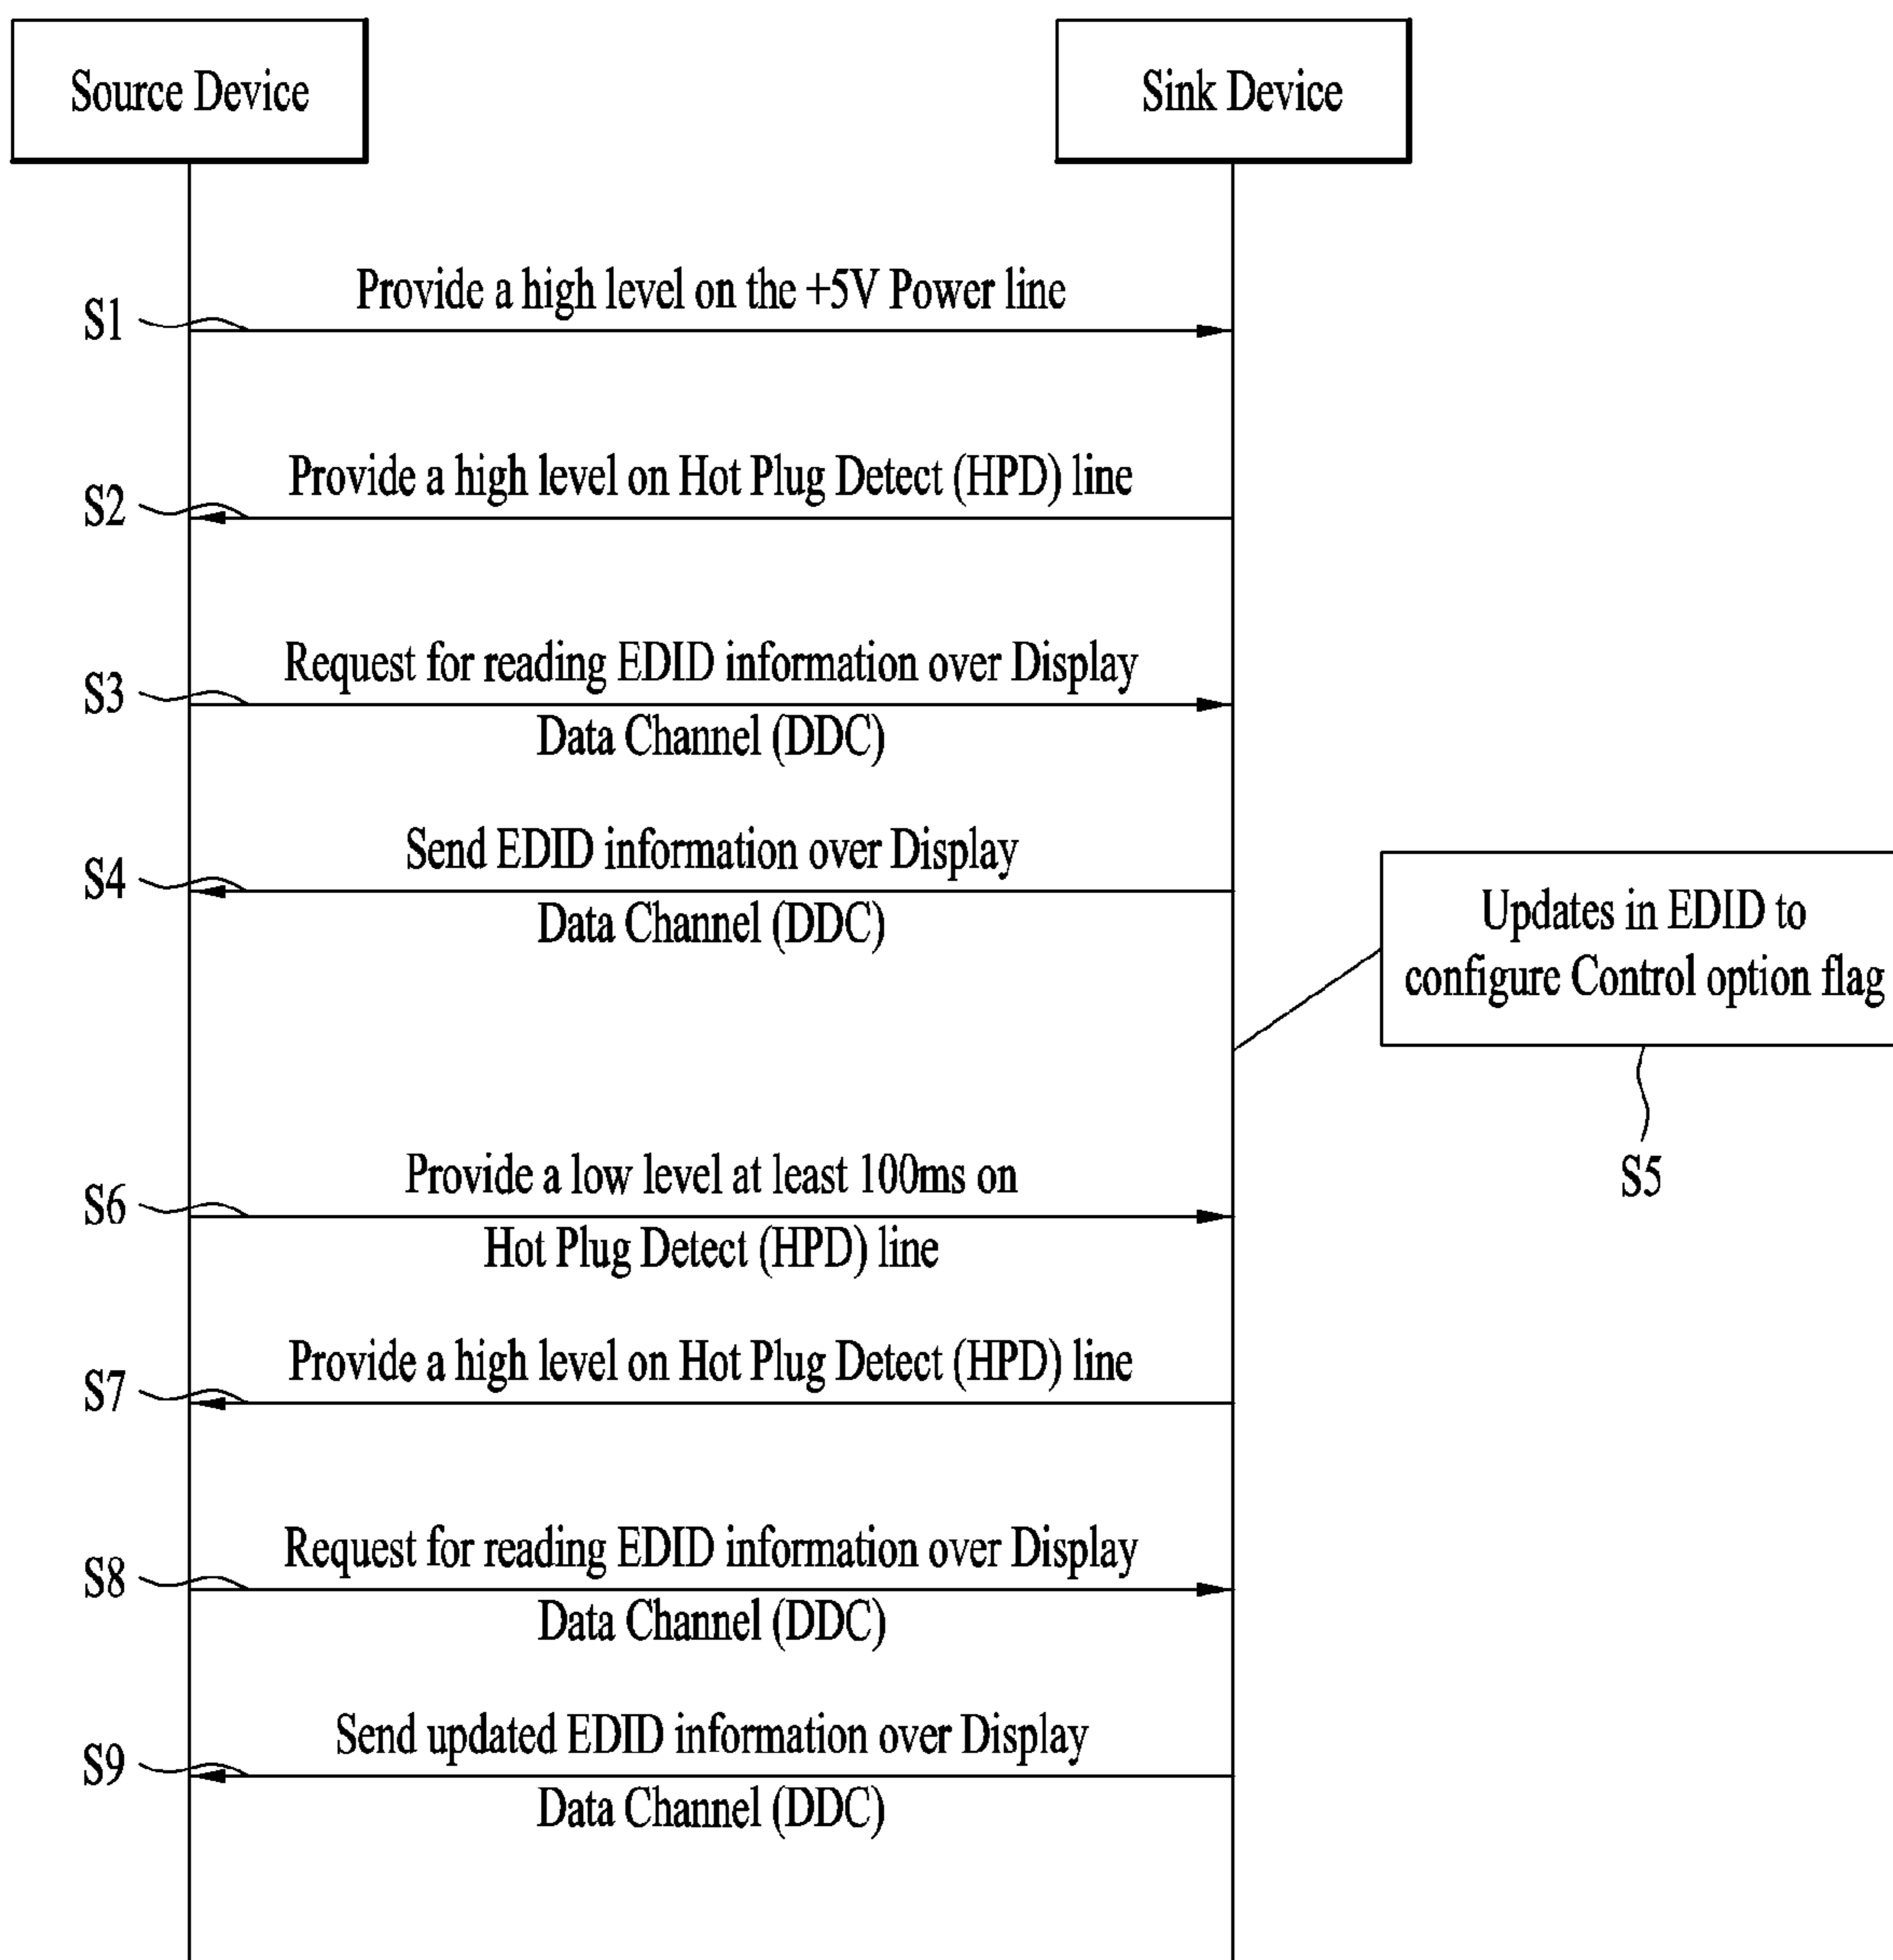 Source Device
Sink Device
Provide a high level on the +5V Power line
S1
Provide a high level on Hot Plug Detect (HPD) line
S2
Request for reading EDID information over Display
S3
Data Channel (DDC)
Send EDID information over Display
S4
Data Channel (DDC)
Updates in EDID to
configure Control option flag
S5
Provide a low level at least 100ms on
S6
Hot Plug Detect (HPD) line
Provide a high level on Hot Plug Detect (HPD) line
S7
Request for reading EDID information over Display
S8
Data Channel (DDC)
Send updated EDID information over Display
S9
Data Channel (DDC)